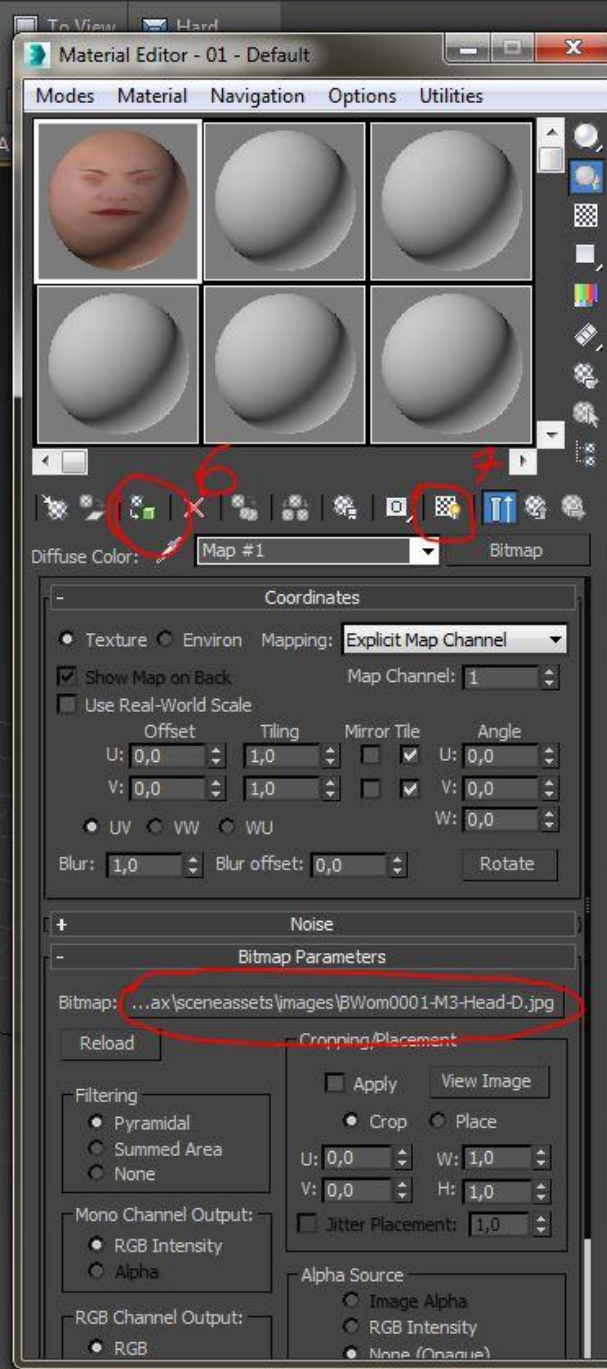 To View Hard
Material Editor - 01 - Default
Modes Material Navigation Options Utilities
6 7
Diffuse Color: Map #1 Bitmap
- Coordinates
Texture Environ Mapping: Explicit Map Channel
Show Map on Back Map Channel: 1
Use Real-World Scale
Offset Tiling Mirror Tile Angle
U: 0,0 1,0 U: 0,0
V: 0,0 1,0 V: 0,0
UV VW WU W: 0,0
Blur: 1,0 Blur offset: 0,0 Rotate
+ Noise
- Bitmap Parameters
Bitmap: ...ax\sceneassets\images\BWom0001-M3-Head-D.jpg
Reload Cropping/Placement
Apply View Image
Filtering
Pyramidal Crop Place
Summed Area U: 0,0 W: 1,0
None V: 0,0 H: 1,0
Mono Channel Output: Jitter Placement: 1,0
RGB Intensity
Alpha Alpha Source
Image Alpha
RGB Channel Output: RGB Intensity
RGB None (Opaque)